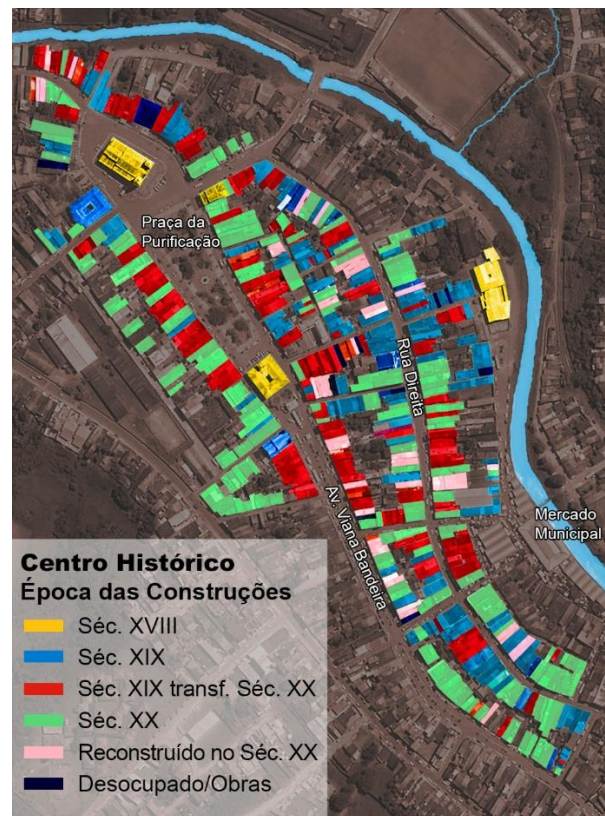 Praça da
Purificação
Rua Direita
Av. Viana Bandeira
Mercado
Municipal
Centro Histórico
Época das Construções
Séc. XVIII
Séc. XIX
Séc. XIX transf. Séc. XX
Séc. XX
Reconstruído no Séc. XX
Desocupado/Obras